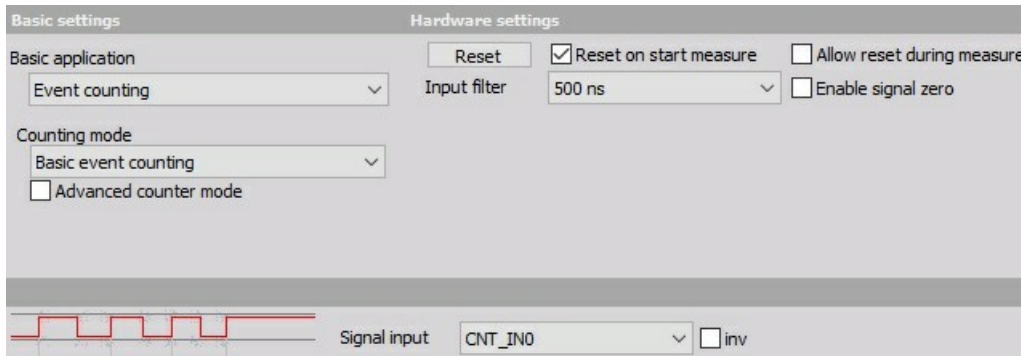 Basic settings
Hardware settings
Basic application
Event counting
Counting mode
Basic event counting
Advanced counter mode
Reset
Reset on start measure
Allow reset during measure
Input filter
500 ns
Enable signal zero
Signal input
CNT_IN0
inv